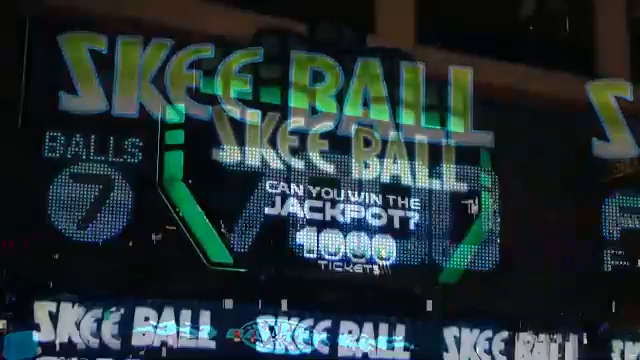 SKEE BALL
SKEE BALL
BALLS
7
CAN YOU WIN THE
JACKPOT?
1000
TICKETS!!!
SKEE BALL SKEE BALL SKEE BALL